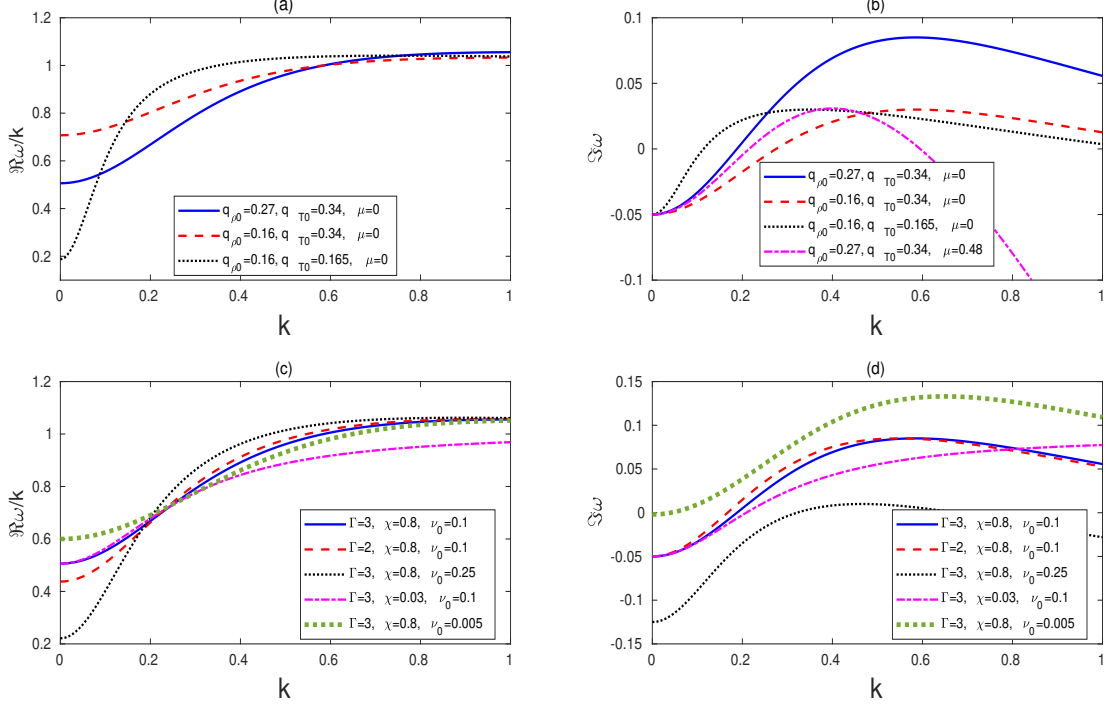 (a)
1.2
1
0.8
0.6
0.4
0.2
ℜω/k
q ρ0=0.27, q T0=0.34, μ=0
q ρ0=0.16, q T0=0.34, μ=0
q ρ0=0.16, q T0=0.165, μ=0
0 0.2 0.4 0.6 0.8 1
k
(b)
0.1
0.05
0
-0.05
-0.1
ℑω
q ρ0=0.27, q T0=0.34, μ=0
q ρ0=0.16, q T0=0.34, μ=0
q ρ0=0.16, q T0=0.165, μ=0
q ρ0=0.27, q T0=0.34, μ=0.48
0 0.2 0.4 0.6 0.8 1
k
(c)
1.2
1
0.8
0.6
0.4
0.2
ℜω/k
Γ=3, χ=0.8, ν0=0.1
Γ=2, χ=0.8, ν0=0.1
Γ=3, χ=0.8, ν0=0.25
Γ=3, χ=0.03, ν0=0.1
Γ=3, χ=0.8, ν0=0.005
0 0.2 0.4 0.6 0.8 1
k
(d)
0.15
0.1
0.05
0
-0.05
-0.1
-0.15
ℑω
Γ=3, χ=0.8, ν0=0.1
Γ=2, χ=0.8, ν0=0.1
Γ=3, χ=0.8, ν0=0.25
Γ=3, χ=0.03, ν0=0.1
Γ=3, χ=0.8, ν0=0.005
0 0.2 0.4 0.6 0.8 1
k